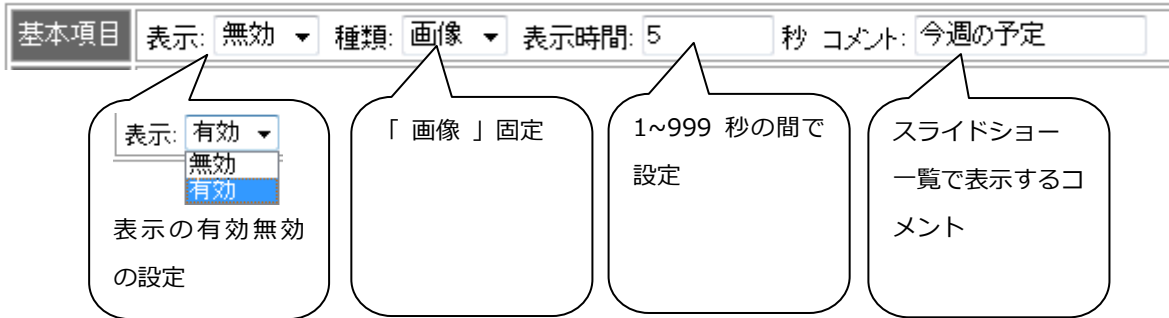 基本項目 表示: 無効 種類: 画像 表示時間: 5 秒 コメント: 今週の予定
表示: 有効
無効
有効
表示の有効無効
の設定
「 画像 」固定
1~999 秒の間で
設定
スライドショー
一覧で表示するコ
メント